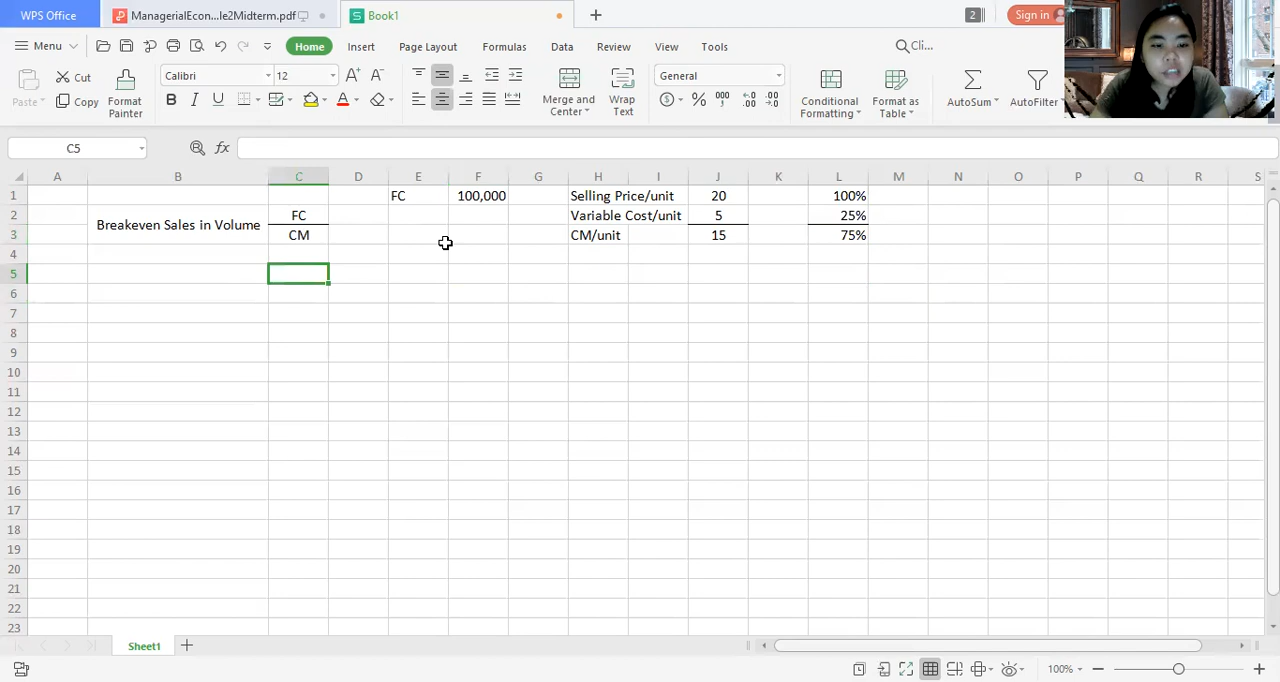 WPS Office
ManagerialEcon...le2Midterm.pdf
Book1
2
Sign in
Menu
Home
Insert
Page Layout
Formulas
Data
Review
View
Tools
Cli...
Paste
Cut
Copy
Format Painter
Calibri
12
A+
A-
B I U
A
General
%
000
Merge and Center
Wrap Text
Conditional Formatting
Format as Table
AutoSum
AutoFilter
C5
fx
A B C D E F G H I J K L M N O P Q R S
1 FC 100,000 Selling Price/unit 20 100%
2 Breakeven Sales in Volume FC Variable Cost/unit 5 25%
3 CM CM/unit 15 75%
4
5
6
7
8
9
10
11
12
13
14
15
16
17
18
19
20
21
22
23
Sheet1
100%